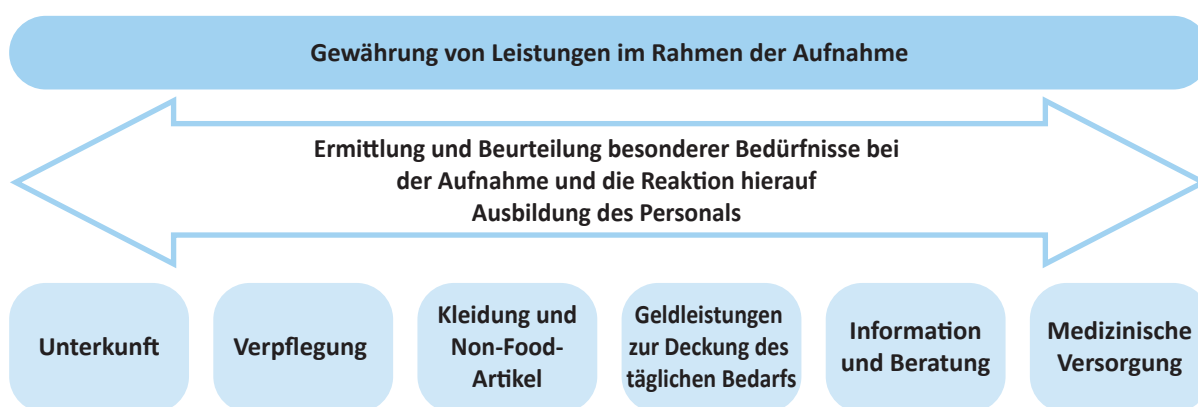 Gewährung von Leistungen im Rahmen der Aufnahme
Ermittlung und Beurteilung besonderer Bedürfnisse bei
der Aufnahme und die Reaktion hierauf
Ausbildung des Personals
Unterkunft
Verpflegung
Kleidung und
Non-Food-
Artikel
Geldleistungen
zur Deckung des
täglichen Bedarfs
Information
und Beratung
Medizinische
Versorgung